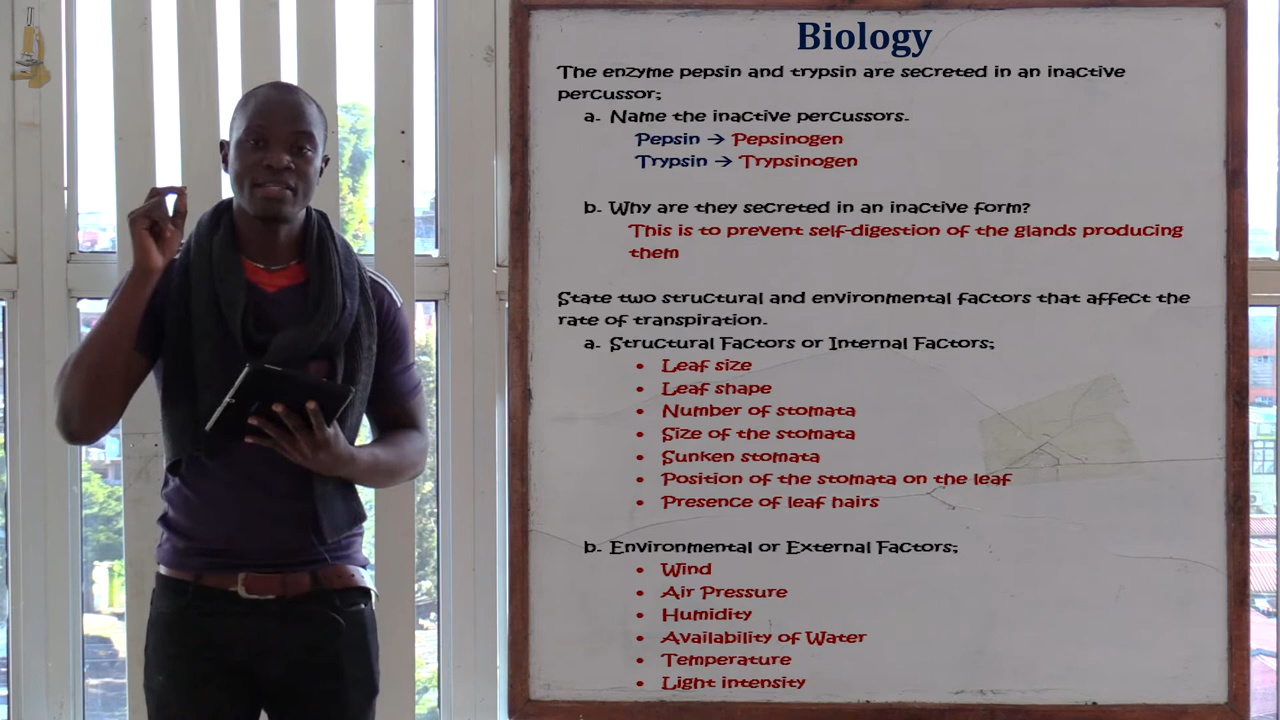 Biology
The enzyme pepsin and trypsin are secreted in an inactive
percussor;
a. Name the inactive percussors.
Pepsin → Pepsinogen
Trypsin → Trypsinogen
b. Why are they secreted in an inactive form?
This is to prevent self-digestion of the glands producing
them
State two structural and environmental factors that affect the
rate of transpiration.
a. Structural Factors or Internal Factors;
• Leaf size
• Leaf shape
• Number of stomata
• Size of the stomata
• Sunken stomata
• Position of the stomata on the leaf
• Presence of leaf hairs
b. Environmental or External Factors;
• Wind
• Air Pressure
• Humidity
• Availability of Water
• Temperature
• Light intensity